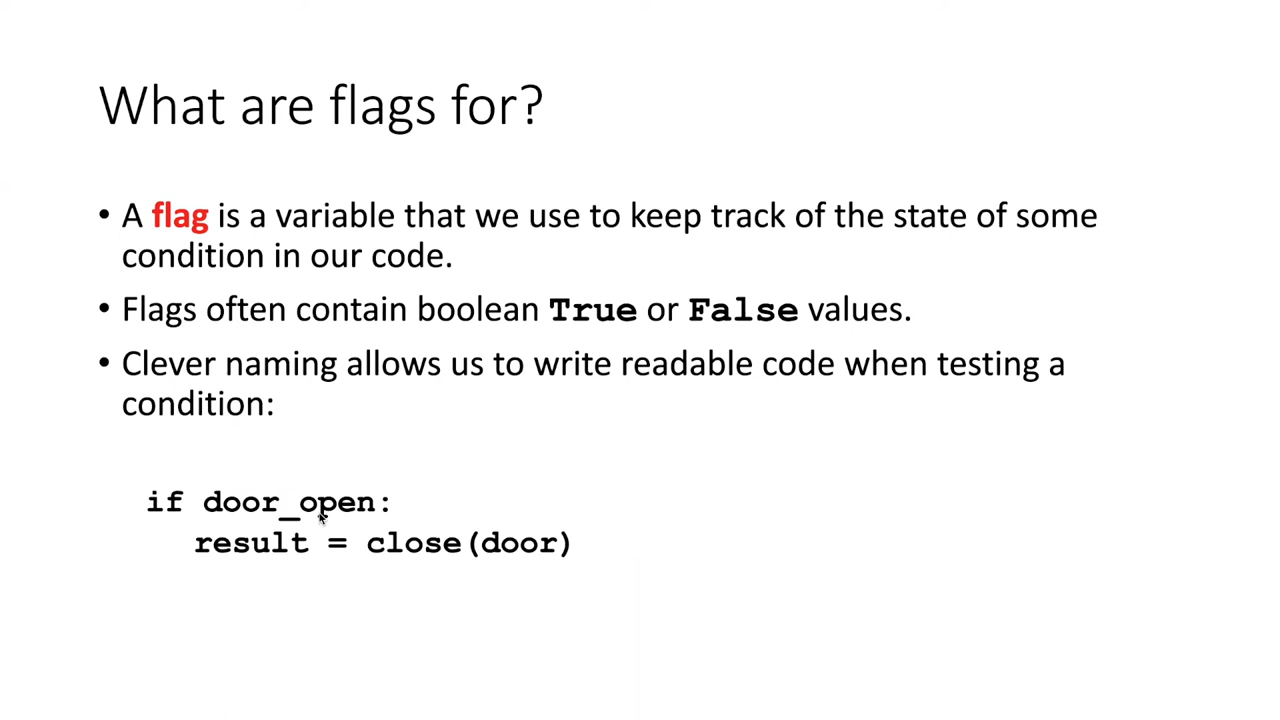 What are flags for?
• A flag is a variable that we use to keep track of the state of some
condition in our code.
• Flags often contain boolean True or False values.
• Clever naming allows us to write readable code when testing a
condition:
if door_open:
result = close(door)